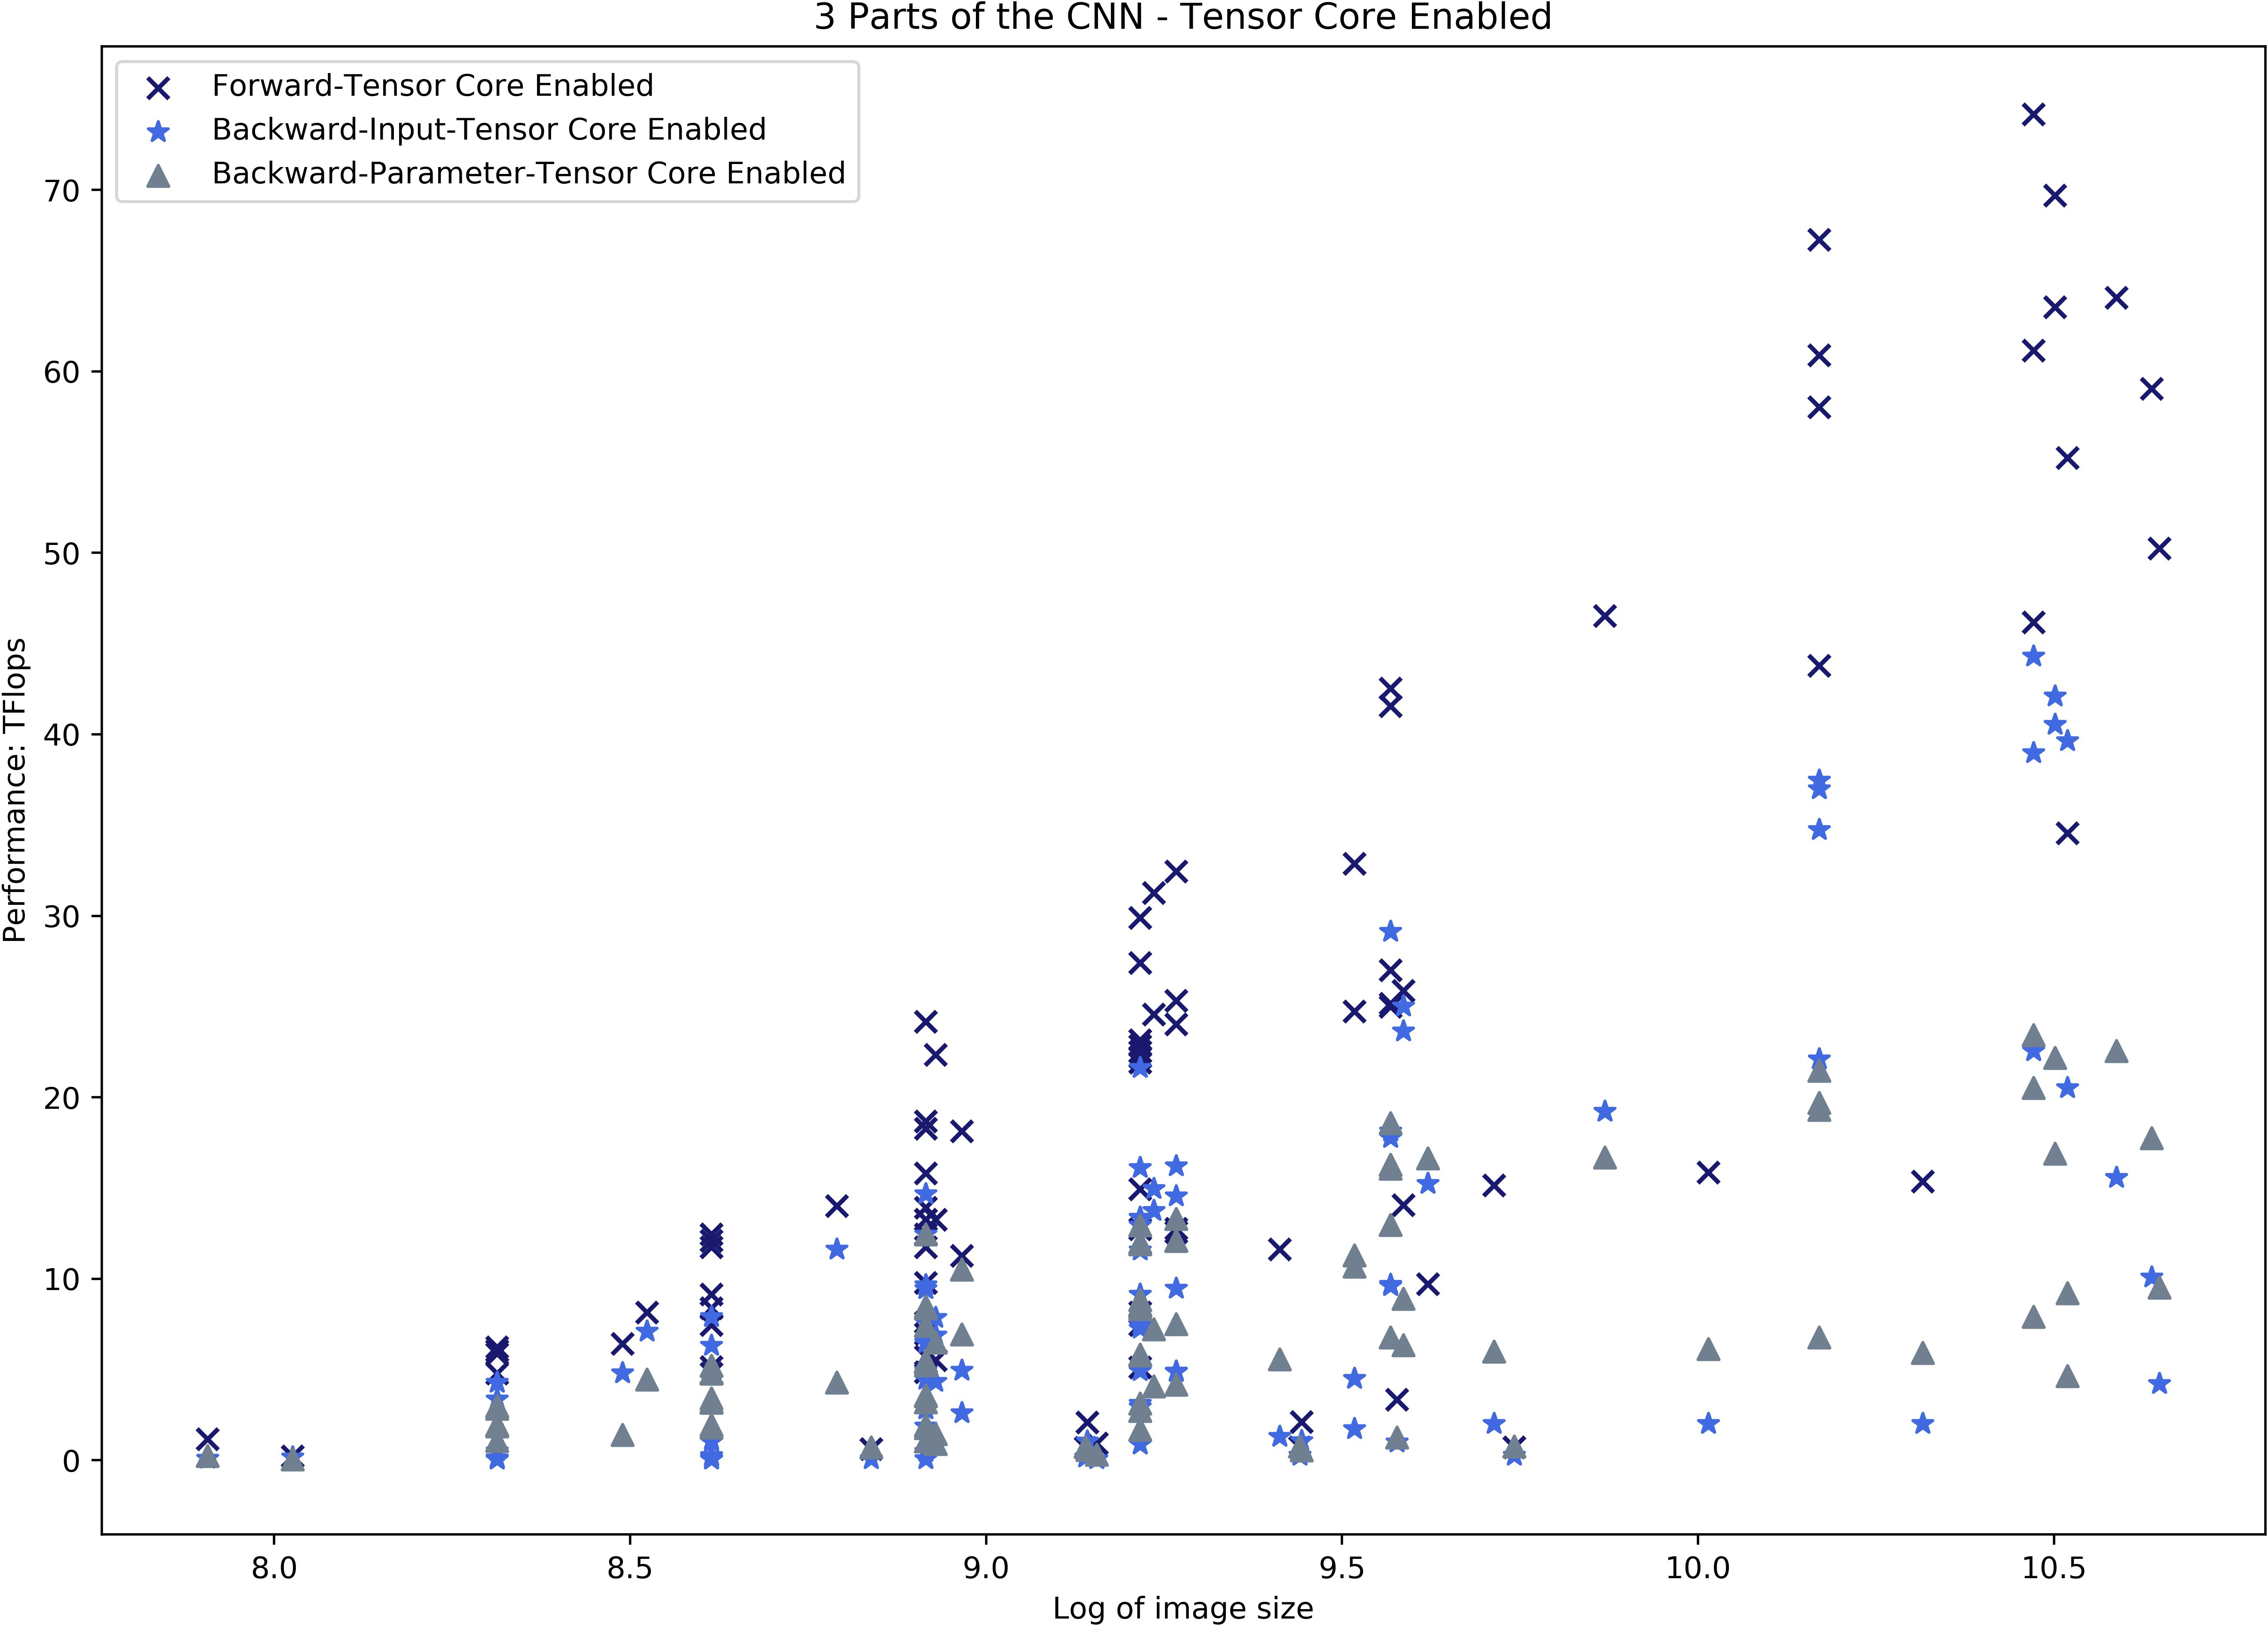 3 Parts of the CNN - Tensor Core Enabled
Forward-Tensor Core Enabled
Backward-Input-Tensor Core Enabled
Backward-Parameter-Tensor Core Enabled
70
60
50
40
30
20
10
0
Performance: TFlops
8.0 8.5 9.0 9.5 10.0 10.5
Log of image size